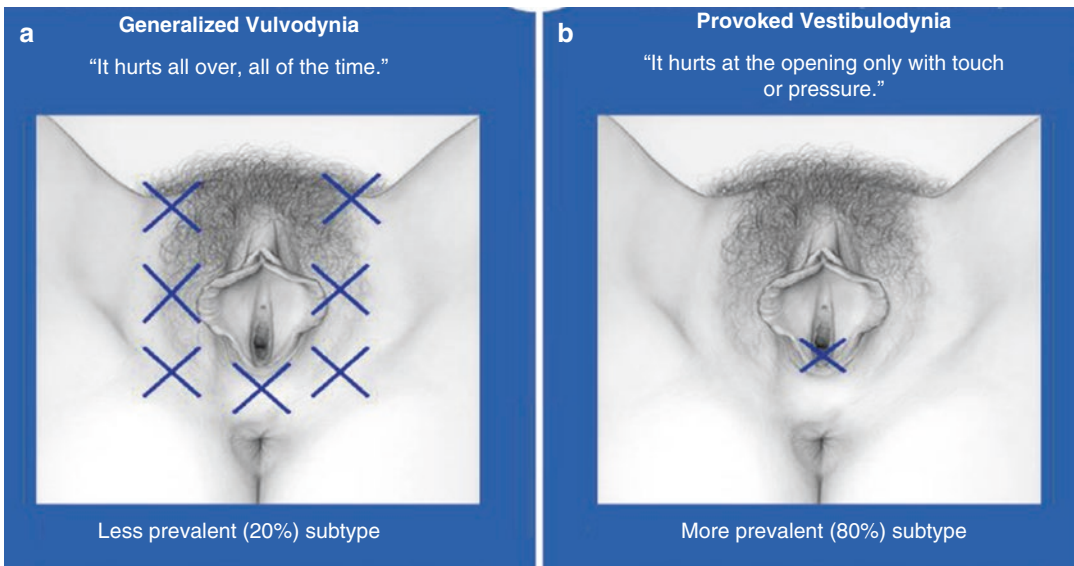 a
Generalized Vulvodynia
“It hurts all over, all of the time.”
Less prevalent (20%) subtype
b
Provoked Vestibulodynia
“It hurts at the opening only with touch
or pressure.”
More prevalent (80%) subtype